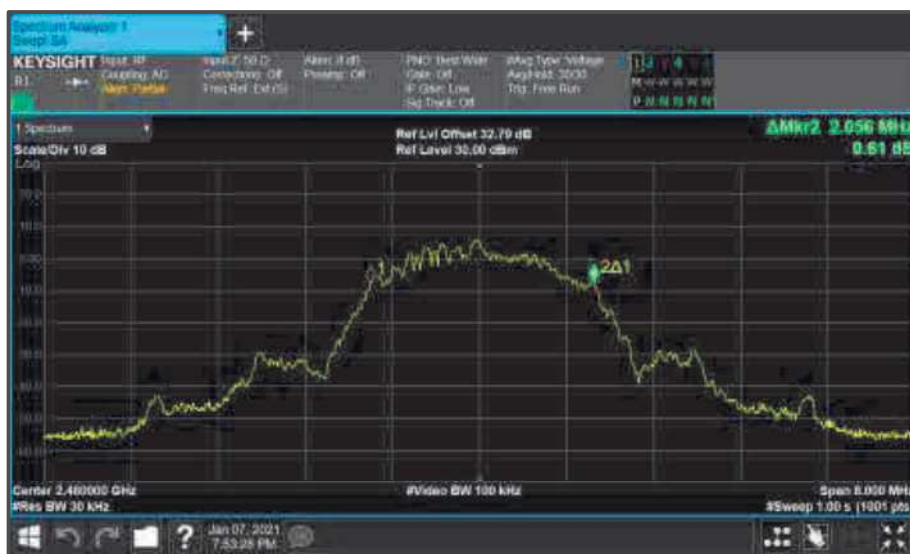 Spectrum Analyzer 1
Swept SA
+
KEYSIGHT Input: RF
Coupling: AC
Align: Partial
Input Z: 50 Ω
Corrections: Off
Freq Ref: Ext (S)
Atten: 8 dB
Preamp: Off
PNO: Best Wide
Gate: Off
IF Gain: Low
Sig Track: Off
#Avg Type: Voltage
Avg|Hold: 30/30
Trig: Free Run
1 Spectrum
Scale/Div 10 dB
Ref Lvl Offset 32.79 dB
Ref Level 30.00 dBm
ΔMkr2 2.056 MHz
0.61 dB
Log
1
2Δ1
Center 2.480000 GHz
#Res BW 30 kHz
#Video BW 100 kHz
Span 8.000 MHz
#Sweep 1.00 s (1001 pts)
?
Jan 07, 2021
7:53:28 PM